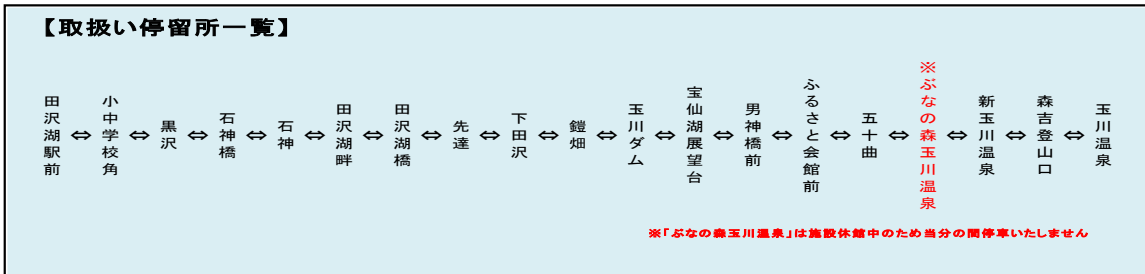 【取扱い停留所一覧】
田沢湖駅前 ⇔ 小中学校角 ⇔ 黒沢 ⇔ 石神橋 ⇔ 石神 ⇔ 田沢湖畔 ⇔ 田沢湖橋 ⇔ 先達 ⇔ 下田沢 ⇔ 鎧畑 ⇔ 玉川ダム ⇔ 宝仙湖展望台 ⇔ 男神橋前 ⇔ ふるさと会館前 ⇔ 五十曲 ⇔ ※ぶなの森玉川温泉 ⇔ 新玉川温泉 ⇔ 森吉登山口 ⇔ 玉川温泉
※「ぶなの森玉川温泉」は施設休館中のため当分の間停車いたしません